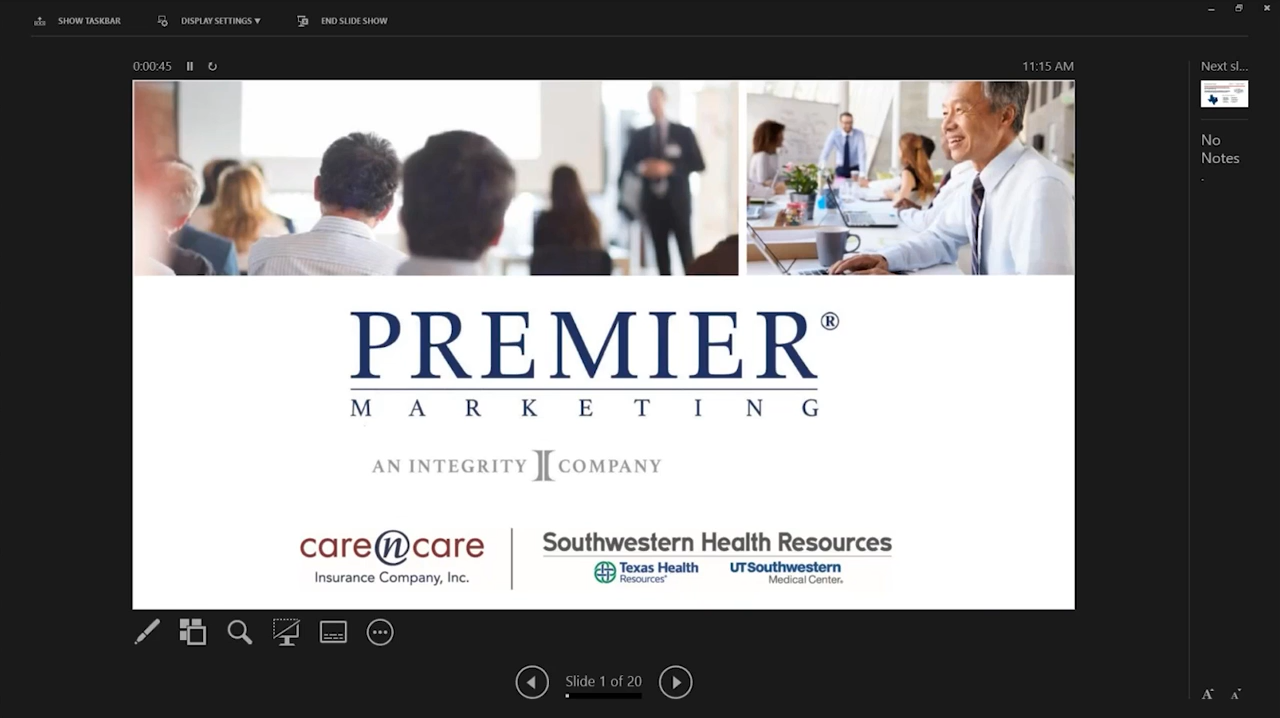 SHOW TASKBAR
DISPLAY SETTINGS ▼
END SLIDE SHOW
0:00:45
11:15 AM
Next sl...
No
Notes
.
PREMIER®
MARKETING
AN INTEGRITY COMPANY
care n care
Insurance Company, Inc.
Southwestern Health Resources
Texas Health
Resources®
UTSouthwestern
Medical Center
Slide 1 of 20
A A